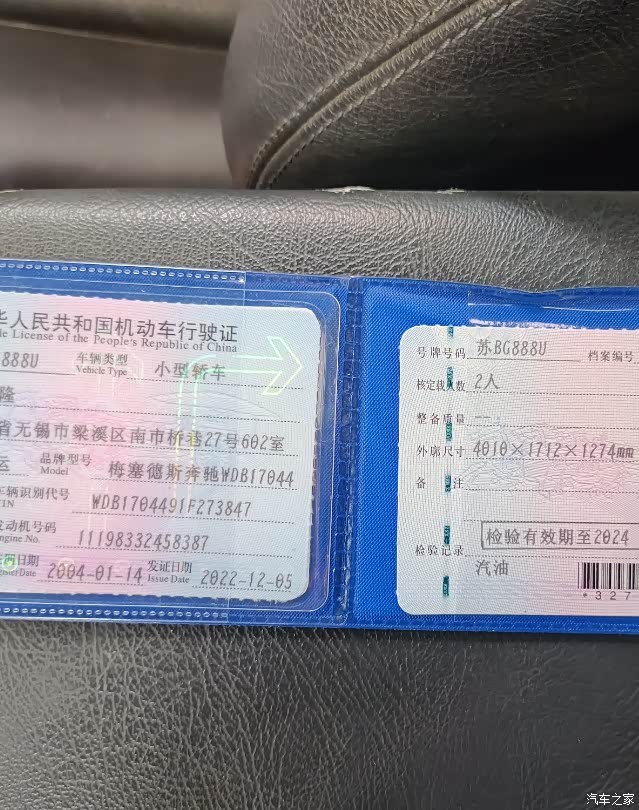 华人民共和国机动车行驶证
le License of the People's Republic of China
888U 车辆类型 Vehicle Type 小型轿车
隆
省无锡市梁溪区南市桥巷27号602室
运 品牌型号 Model 梅塞德斯奔驰WDB17044
车辆识别代号 VIN WDB1704491F273847
发动机号码 Engine No. 11198332458387
日期 2004-01-14 发证日期 Issue Date 2022-12-05
号牌号码 苏BG888U 档案编号
核定载人数 2人
整备质量 --
外廓尺寸 4010×1712×1274mm
备 注
检验有效期至2024
检验记录
汽油
*327
汽车之家